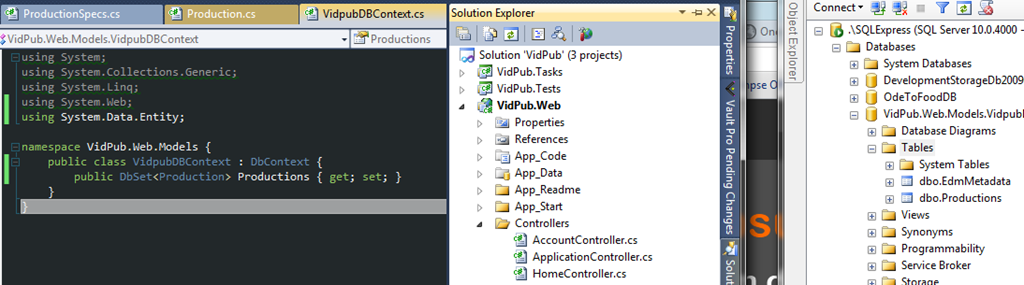 ProductionSpecs.cs
Production.cs
VidpubDBContext.cs
VidPub.Web.Models.VidpubDBContext
Productions
using System;
using System.Collections.Generic;
using System.Linq;
using System.Web;
using System.Data.Entity;
namespace VidPub.Web.Models {
public class VidpubDBContext : DbContext {
public DbSet<Production> Productions { get; set; }
}
}
Solution Explorer
Solution 'VidPub' (3 projects)
VidPub.Tasks
VidPub.Tests
VidPub.Web
Properties
References
App_Code
App_Data
App_Readme
App_Start
Controllers
AccountController.cs
ApplicationController.cs
HomeController.cs
Properties
Vault Pro Pending Changes
Object Explorer
Connect
.\SQLExpress (SQL Server 10.0.4000 -
Databases
System Databases
DevelopmentStorageDb2009
OdeToFoodDB
VidPub.Web.Models.Vidpubl
Database Diagrams
Tables
System Tables
dbo.EdmMetadata
dbo.Productions
Views
Synonyms
Programmability
Service Broker
Storage